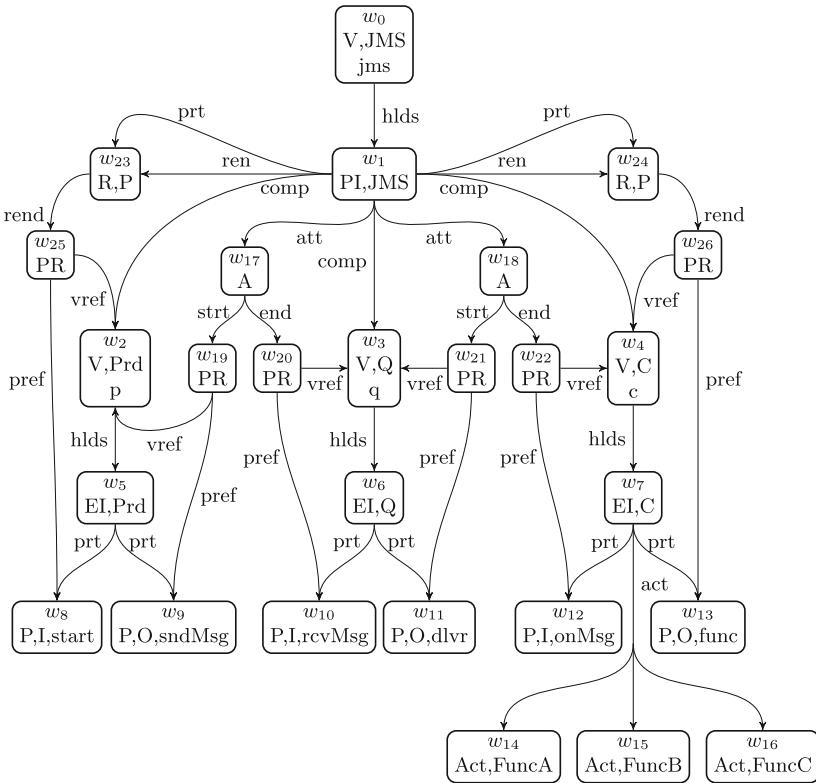 w₀
V,JMS
jms
hlds
prt
prt
w₂₃
R,P
ren
w₁
PI,JMS
ren
w₂₄
R,P
comp
comp
rend
rend
w₂₅
PR
att
att
w₂₆
PR
w₁₇
A
comp
w₁₈
A
vref
vref
strt
end
strt
end
w₂
V,Prd
p
w₁₉
PR
w₂₀
PR
vref
w₃
V,Q
q
vref
w₂₁
PR
w₂₂
PR
vref
w₄
V,C
c
pref
pref
hlds
vref
hlds
hlds
pref
pref
pref
pref
w₅
EI,Prd
w₆
EI,Q
w₇
EI,C
prt
prt
prt
prt
prt
prt
act
w₈
P,I,start
w₉
P,O,sndMsg
w₁₀
P,I,rcvMsg
w₁₁
P,O,dlvr
w₁₂
P,I,onMsg
w₁₃
P,O,func
w₁₄
Act,FuncA
w₁₅
Act,FuncB
w₁₆
Act,FuncC